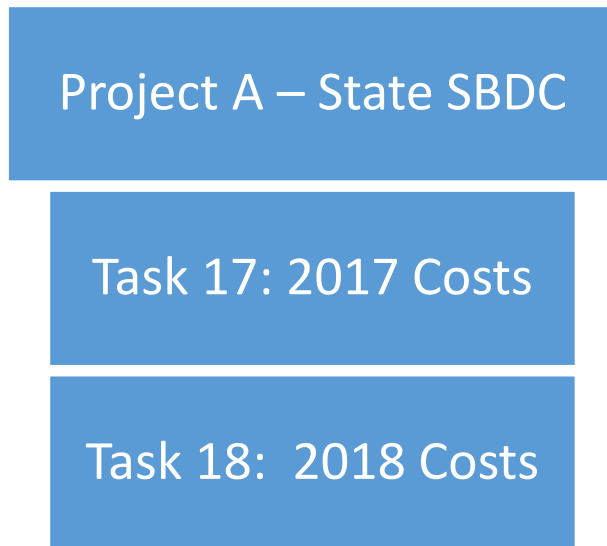 Project A – State SBDC
Task 17: 2017 Costs
Task 18:  2018 Costs